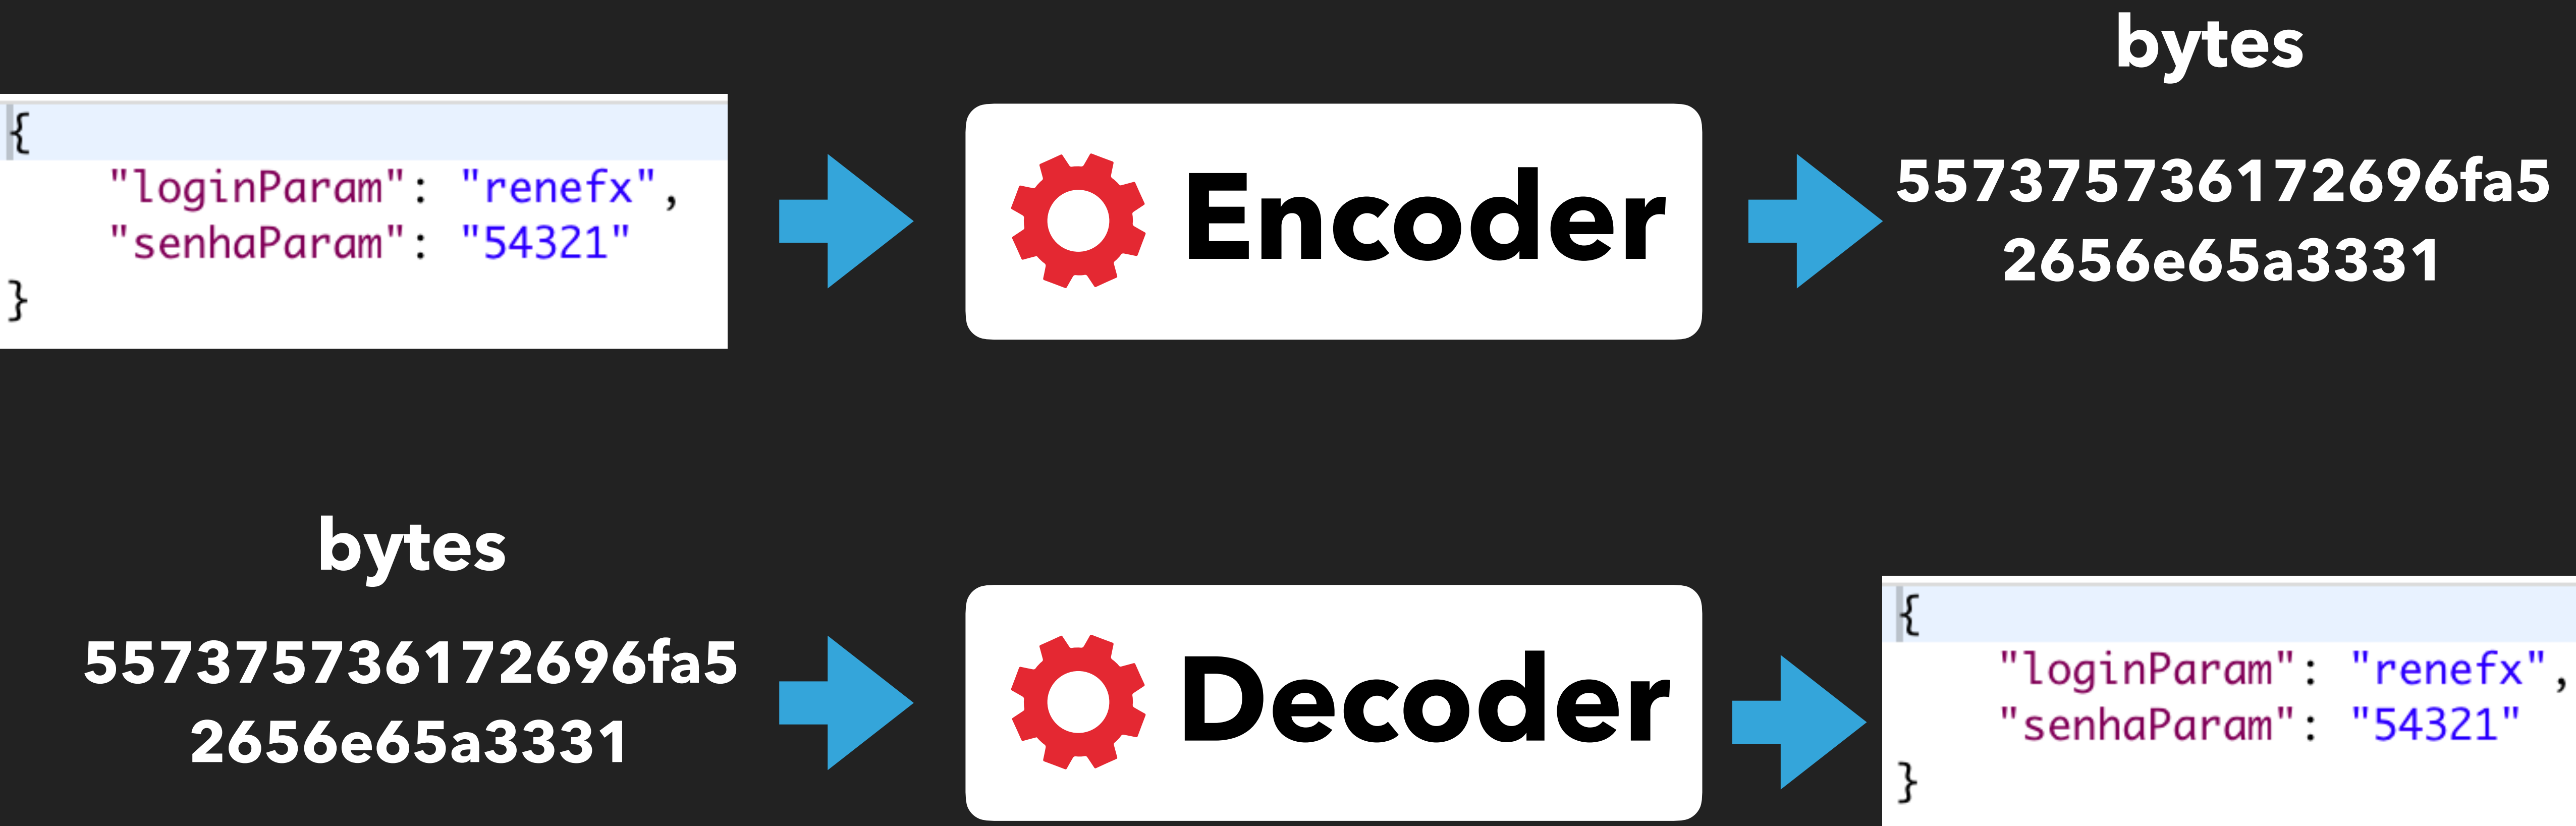 bytes
{
"loginParam": "renefx",
"senhaParam": "54321"
}
Encoder
557375736172696fa5
2656e65a3331
bytes
557375736172696fa5
2656e65a3331
Decoder
{
"loginParam": "renefx",
"senhaParam": "54321"
}